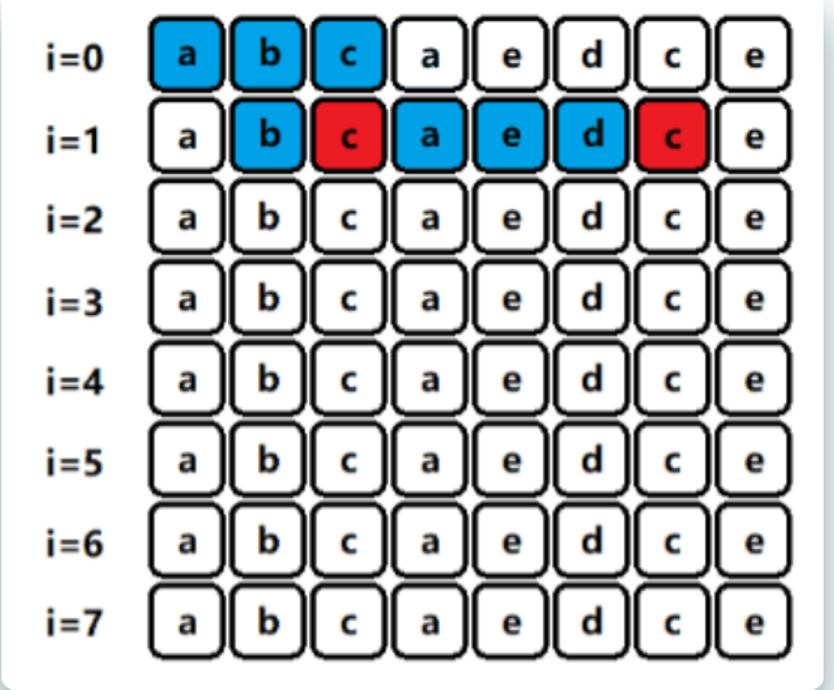 i=0 a b c a e d c e
i=1 a b c a e d c e
i=2 a b c a e d c e
i=3 a b c a e d c e
i=4 a b c a e d c e
i=5 a b c a e d c e
i=6 a b c a e d c e
i=7 a b c a e d c e